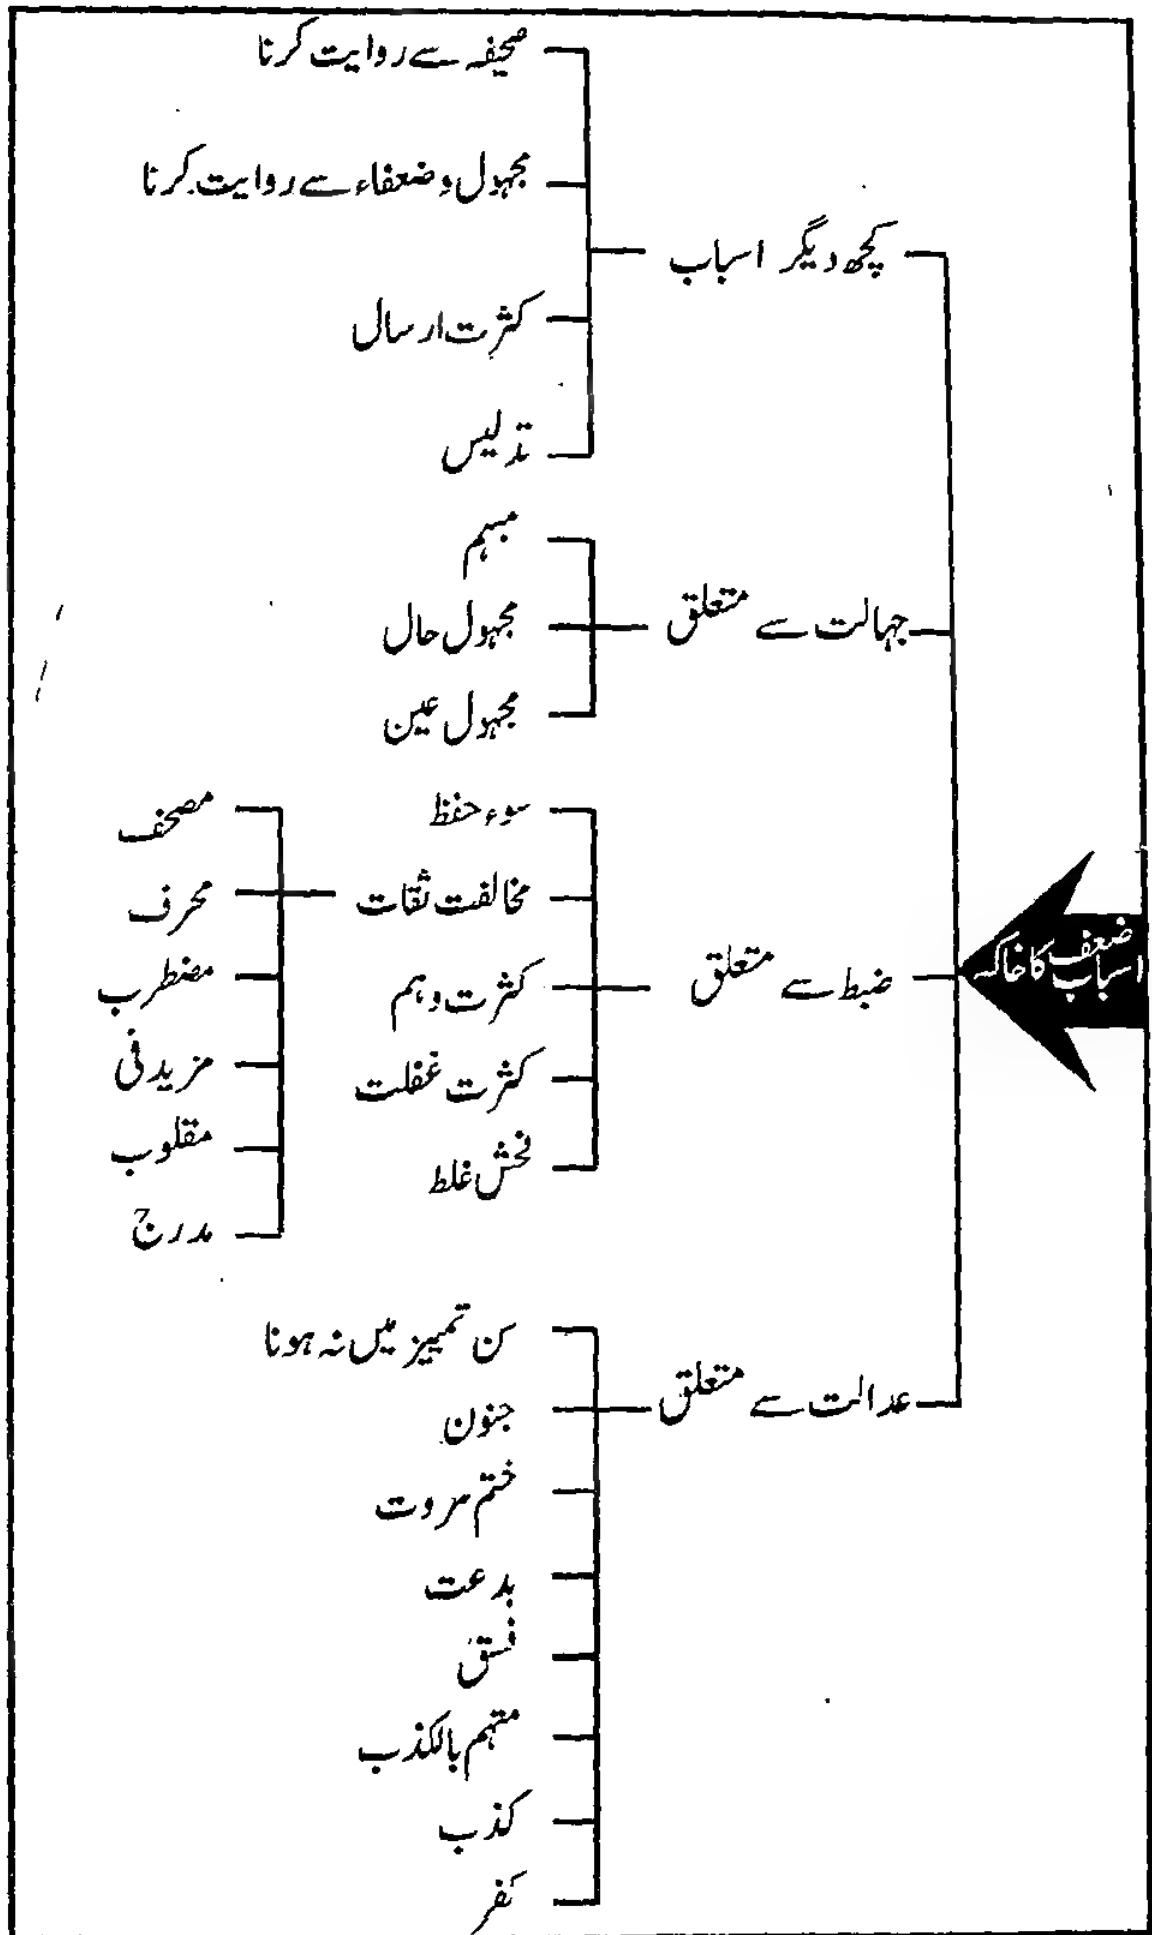 اسباب ضعف کا خاکہ
کچھ دیگر اسباب
صحیفہ سے روایت کرنا
مجہول و ضعفاء سے روایت کرنا
کثرت ارسال
تدلیس
جہالت سے متعلق
مبہم
مجہول حال
مجہول عین
ضبط سے متعلق
سوء حفظ
مخالفت ثقات
مصحف
محرف
مضطرب
مزید فی
مقلوب
مدرج
کثرت وہم
کثرت غفلت
فحش غلط
عدالت سے متعلق
سن تمییز میں نہ ہونا
جنون
ختم مروت
بدعت
فسق
متہم بالکذب
کذب
کفر